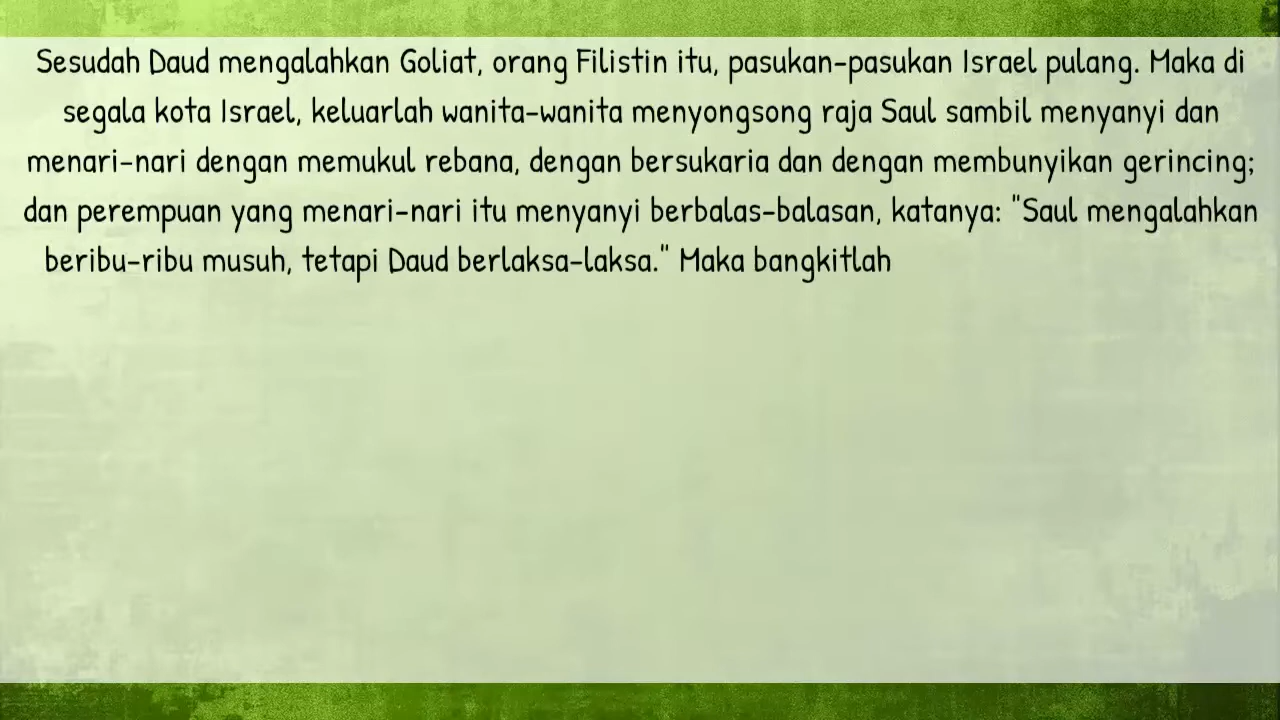 Sesudah Daud mengalahkan Goliat, orang Filistin itu, pasukan-pasukan Israel pulang. Maka di
segala kota Israel, keluarlah wanita-wanita menyongsong raja Saul sambil menyanyi dan
menari-nari dengan memukul rebana, dengan bersukaria dan dengan membunyikan gerincing;
dan perempuan yang menari-nari itu menyanyi berbalas-balasan, katanya: "Saul mengalahkan
beribu-ribu musuh, tetapi Daud berlaksa-laksa." Maka bangkitlah